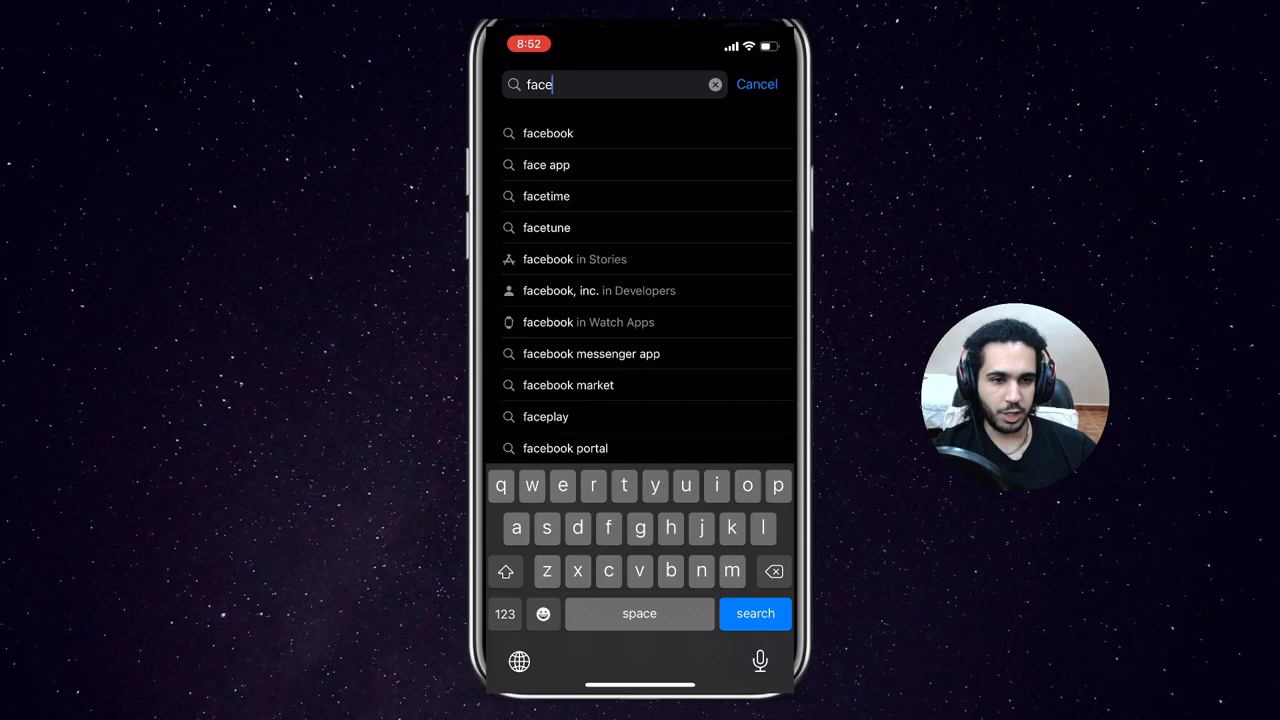 8:52
face
Cancel
facebook
face app
facetime
facetune
facebook in Stories
facebook, inc. in Developers
facebook in Watch Apps
facebook messenger app
facebook market
faceplay
facebook portal
q w e r t y u i o p
a s d f g h j k l
z x c v b n m
123
space
search